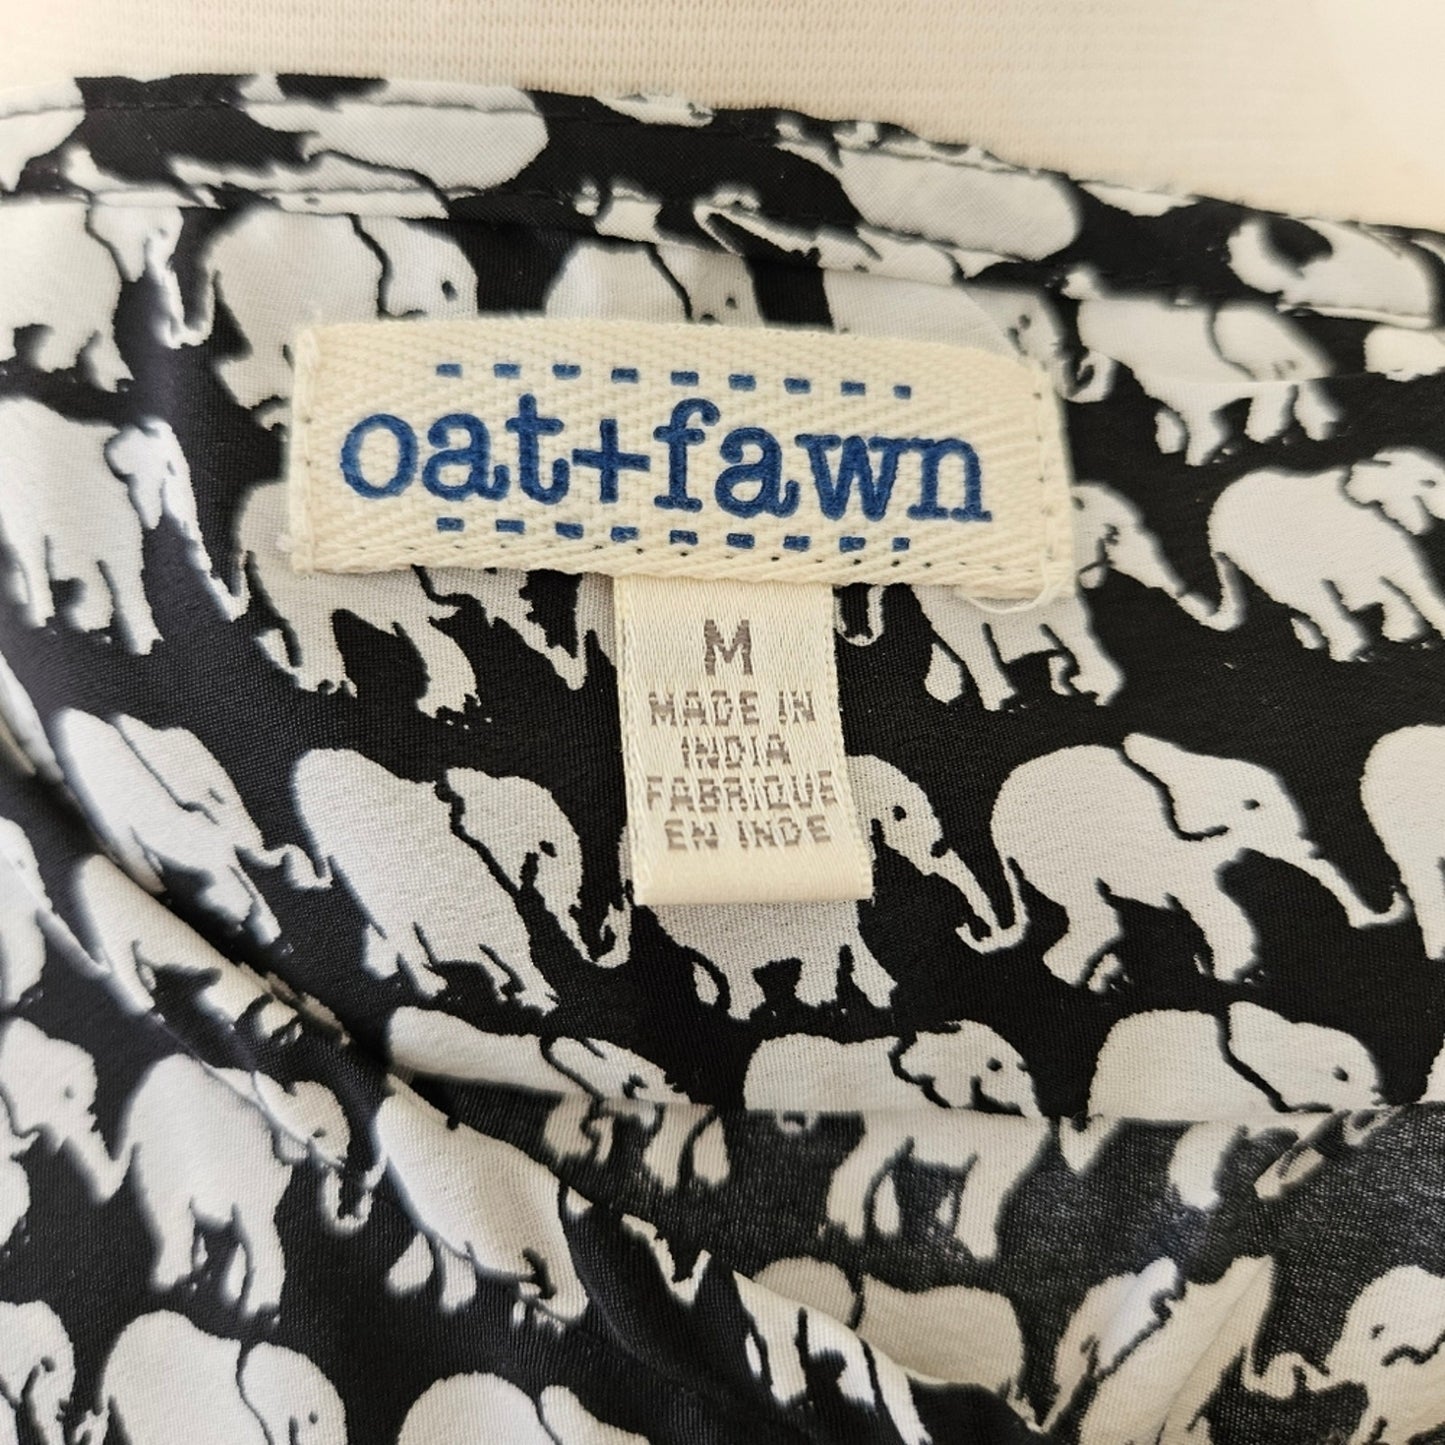 oat+fawn
M
MADE IN
INDIA
FABRIQUE
EN INDE